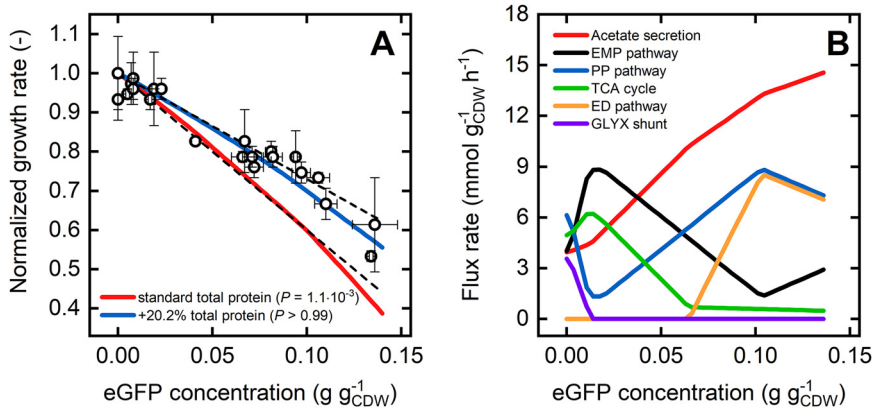 A
Normalized growth rate (-)
1.1
1.0
0.9
0.8
0.7
0.6
0.5
0.4
standard total protein (P = 1.1·10⁻³)
+20.2% total protein (P > 0.99)
0.00
0.05
0.10
0.15
eGFP concentration (g g⁻¹CDW)
B
Flux rate (mmol g⁻¹CDW h⁻¹)
18
15
12
9
6
3
0
Acetate secretion
EMP pathway
PP pathway
TCA cycle
ED pathway
GLYX shunt
0.00
0.05
0.10
0.15
eGFP concentration (g g⁻¹CDW)